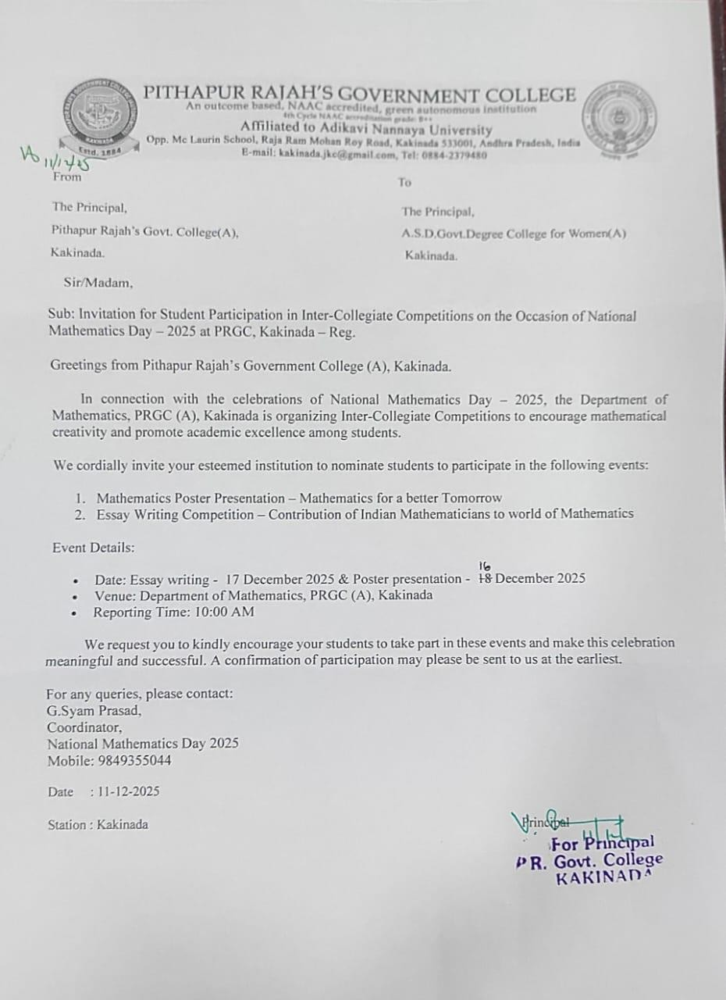 PITHAPUR RAJAH'S GOVERNMENT COLLEGE
An outcome based, NAAC accredited, green autonomous institution
4th Cycle NAAC accreditation grade: B++
Affiliated to Adikavi Nannaya University
Opp. Mc Laurin School, Raja Ram Mohan Roy Road, Kakinada 533001, Andhra Pradesh, India
E-mail: kakinada.jkc@gmail.com, Tel: 0884-2379480
Estd. 1884
11/12/25
From
To
The Principal,
The Principal,
Pithapur Rajah's Govt. College(A),
A.S.D.Govt.Degree College for Women(A)
Kakinada.
Kakinada.
Sir/Madam,
Sub: Invitation for Student Participation in Inter-Collegiate Competitions on the Occasion of National
Mathematics Day – 2025 at PRGC, Kakinada – Reg.
Greetings from Pithapur Rajah's Government College (A), Kakinada.
In connection with the celebrations of National Mathematics Day – 2025, the Department of
Mathematics, PRGC (A), Kakinada is organizing Inter-Collegiate Competitions to encourage mathematical
creativity and promote academic excellence among students.
We cordially invite your esteemed institution to nominate students to participate in the following events:
1. Mathematics Poster Presentation – Mathematics for a better Tomorrow
2. Essay Writing Competition – Contribution of Indian Mathematicians to world of Mathematics
Event Details:
16
• Date: Essay writing - 17 December 2025 & Poster presentation - 18 December 2025
• Venue: Department of Mathematics, PRGC (A), Kakinada
• Reporting Time: 10:00 AM
We request you to kindly encourage your students to take part in these events and make this celebration
meaningful and successful. A confirmation of participation may please be sent to us at the earliest.
For any queries, please contact:
G.Syam Prasad,
Coordinator,
National Mathematics Day 2025
Mobile: 9849355044
Date : 11-12-2025
Station : Kakinada
Principal
For Principal
P R. Govt. College
KAKINADA